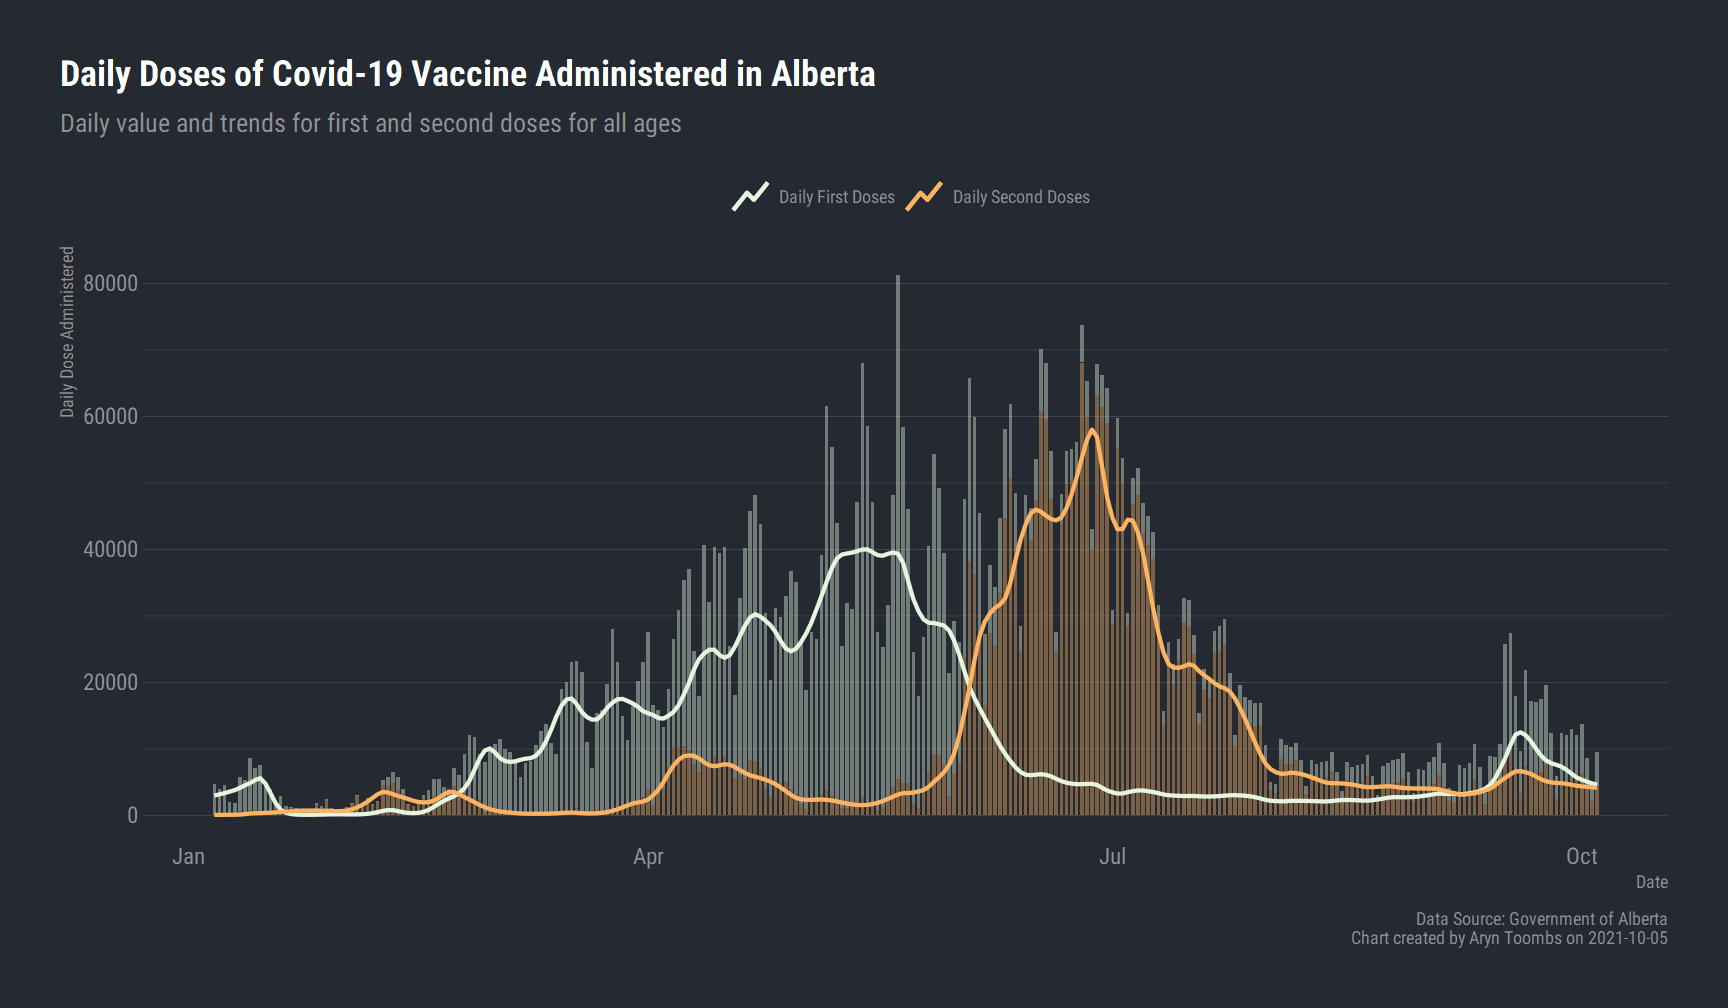 Daily Doses of Covid-19 Vaccine Administered in Alberta
Daily value and trends for first and second doses for all ages
Daily First Doses
Daily Second Doses
Daily Dose Administered
80000
60000
40000
20000
0
Jan
Apr
Jul
Oct
Date
Data Source: Government of Alberta
Chart created by Aryn Toombs on 2021-10-05